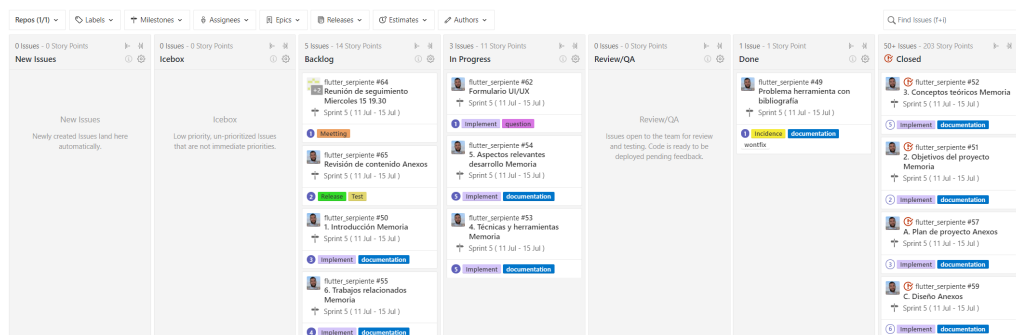 Repos (1/1) Labels Milestones Assignees Epics Releases Estimates Authors Find Issues (f+i)
0 Issues - 0 Story Points
New Issues
New Issues
Newly created Issues land here
automatically.
0 Issues - 0 Story Points
Icebox
Icebox
Low priority, un-prioritized Issues
that are not immediate priorities.
5 Issues - 14 Story Points
Backlog
+2
flutter_serpiente #64
Reunión de seguimiento
Miercoles 15 19.30
Sprint 5 ( 11 Jul - 15 Jul )
1 Meetting
flutter_serpiente #65
Revisión de contenido Anexos
Sprint 5 ( 11 Jul - 15 Jul )
2 Release Test
flutter_serpiente #50
1. Introducción Memoria
Sprint 5 ( 11 Jul - 15 Jul )
3 Implement documentation
flutter_serpiente #55
6. Trabajos relacionados
Memoria
Sprint 5 ( 11 Jul - 15 Jul )
4 Implement documentation
3 Issues - 11 Story Points
In Progress
flutter_serpiente #62
Formulario UI/UX
Sprint 5 ( 11 Jul - 15 Jul )
1 Implement question
flutter_serpiente #54
5. Aspectos relevantes
desarrollo Memoria
Sprint 5 ( 11 Jul - 15 Jul )
5 Implement documentation
flutter_serpiente #53
4. Técnicas y herramientas
Memoria
Sprint 5 ( 11 Jul - 15 Jul )
5 Implement documentation
0 Issues - 0 Story Points
Review/QA
Review/QA
Issues open to the team for review
and testing. Code is ready to be
deployed pending feedback.
1 Issue - 1 Story Point
Done
flutter_serpiente #49
Problema herramienta con
bibliografía
Sprint 5 ( 11 Jul - 15 Jul )
1 Incidence documentation
wontfix
50+ Issues - 203 Story Points
Closed
flutter_serpiente #52
3. Conceptos teóricos Memoria
Sprint 5 ( 11 Jul - 15 Jul )
5 Implement documentation
flutter_serpiente #51
2. Objetivos del proyecto
Memoria
Sprint 5 ( 11 Jul - 15 Jul )
2 Implement documentation
flutter_serpiente #57
A. Plan de proyecto Anexos
Sprint 5 ( 11 Jul - 15 Jul )
3 Implement documentation
flutter_serpiente #59
C. Diseño Anexos
Sprint 5 ( 11 Jul - 15 Jul )
6 Implement documentation